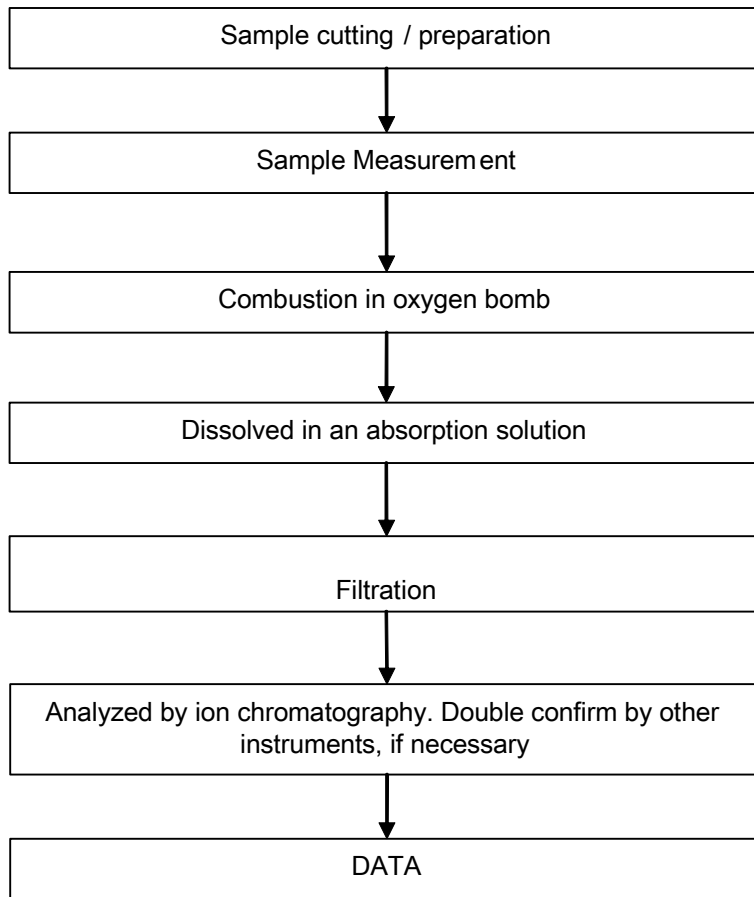 Sample cutting / preparation
Sample Measurement
Combustion in oxygen bomb
Dissolved in an absorption solution
Filtration
Analyzed by ion chromatography. Double confirm by other
instruments, if necessary
DATA